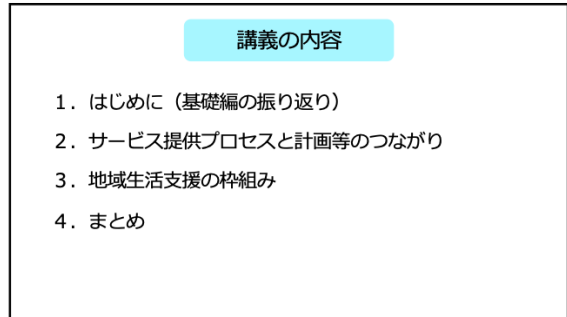 講義の内容
１．はじめに（基礎編の振り返り）
２．サービス提供プロセスと計画等のつながり
３．地域生活支援の枠組み
４．まとめ